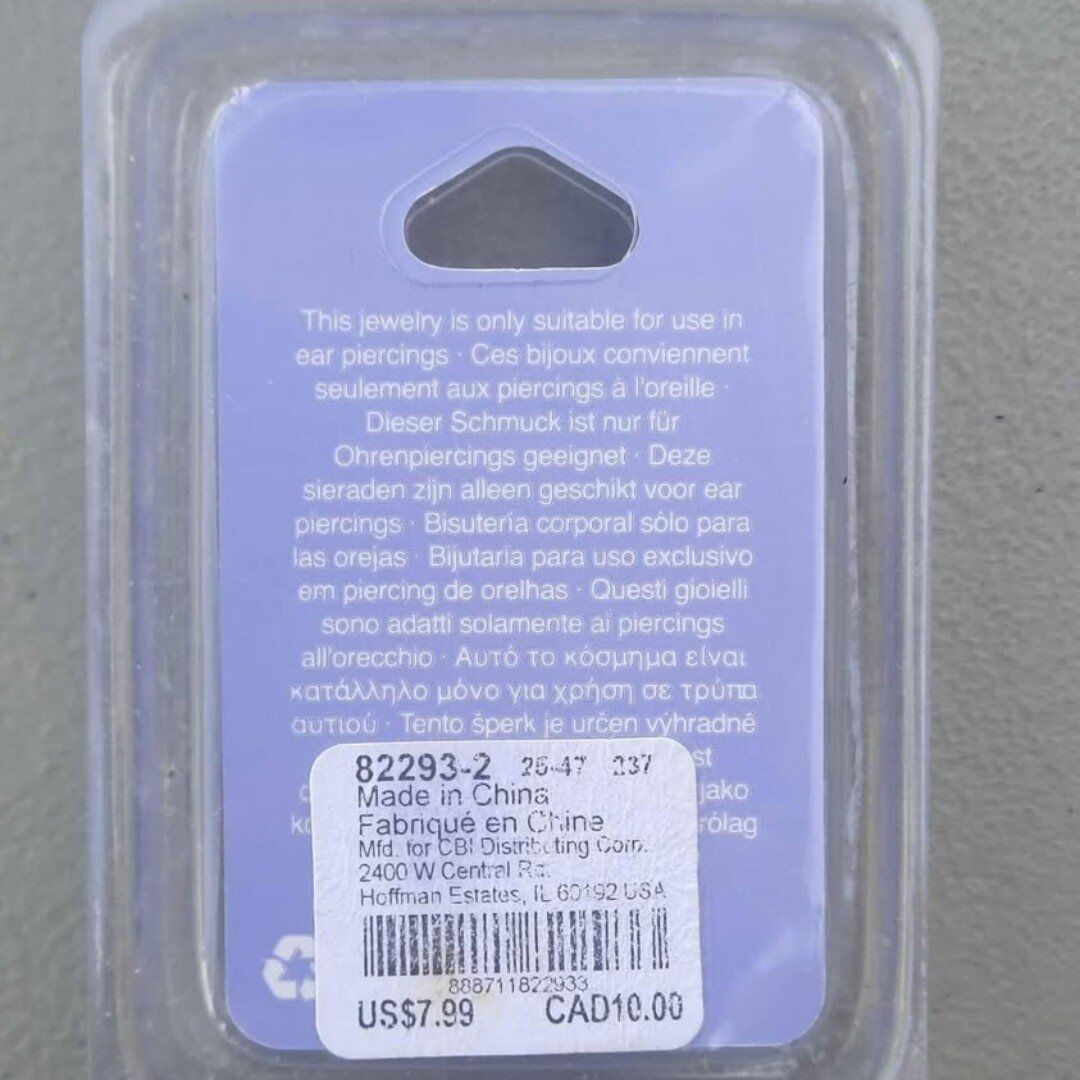 This jewelry is only suitable for use in
ear piercings · Ces bijoux conviennent
seulement aux piercings à l'oreille ·
Dieser Schmuck ist nur für
Ohrenpiercings geeignet · Deze
sieraden zijn alleen geschikt voor ear
piercings · Bisutería corporal sólo para
las orejas · Bijutaria para uso exclusivo
em piercing de orelhas · Questi gioielli
sono adatti solamente ai piercings
all'orecchio · Αυτό το κόσμημα είναι
κατάλληλο μόνο για χρήση σε τρύπα
αυτιού · Tento šperk je určen výhradně
jako
82293-2 237
Made in China
Fabriqué en Chine
Mfd. for CBI Distributing Corp.
2400 W Central Rd.
Hoffman Estates, IL 60192 USA
888711822933
US$7.99 CAD10.00